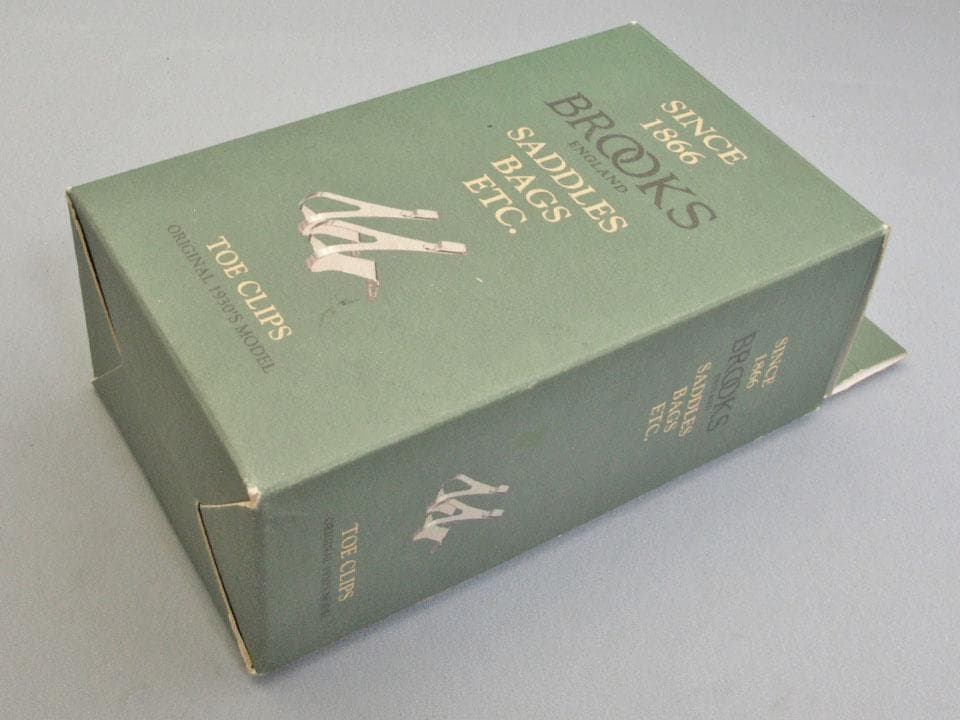 SINCE
1866
BROOKS
ENGLAND
SADDLES
BAGS
ETC.
TOE CLIPS
ORIGINAL 1930'S MODEL
SINCE
1866
BROOKS
SADDLES
BAGS
ETC.
TOE CLIPS